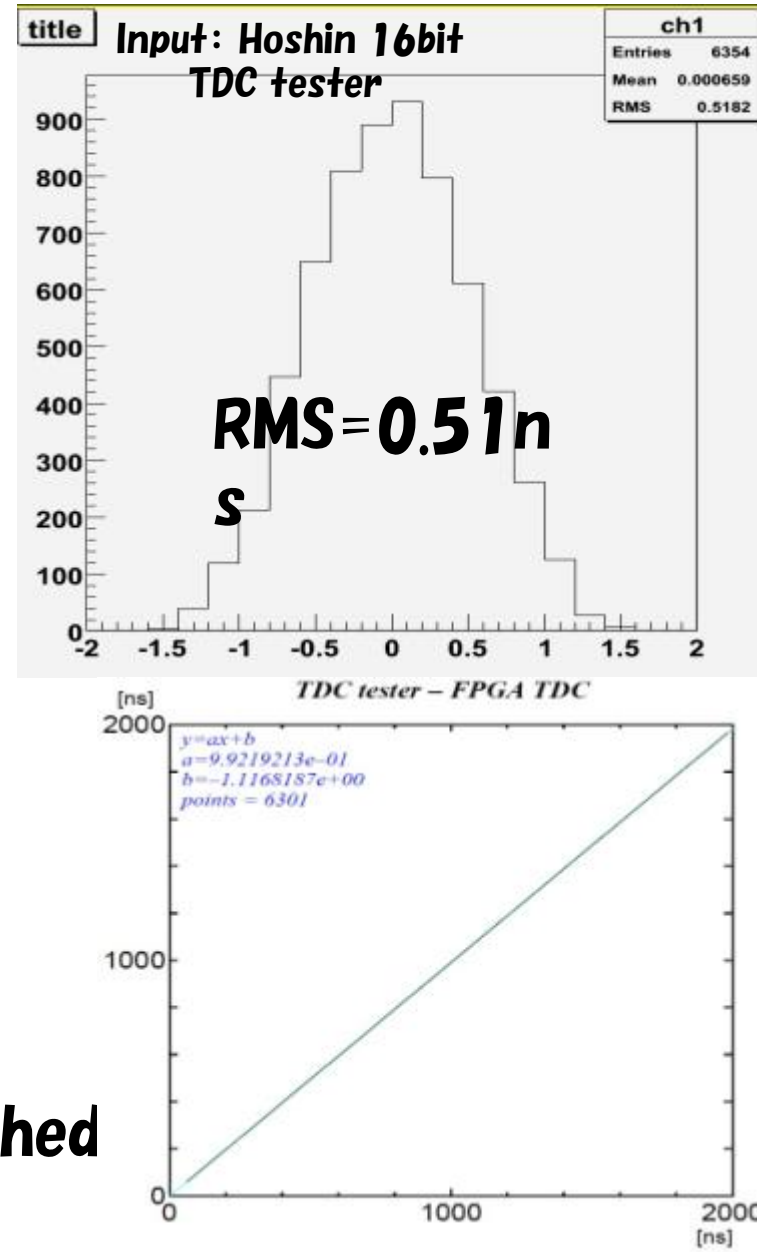 title
Input: Hoshin 16bit
TDC tester
ch1
Entries 6354
Mean 0.000659
RMS 0.5182
900
800
700
600
500
400
300
200
100
0
RMS=0.51n
s
-2 -1.5 -1 -0.5 0 0.5 1 1.5 2
TDC tester – FPGA TDC
[ns]
2000
y=ax+b
a=9.9219213e-01
b=-1.1168187e+00
points = 6301
1000
hed
0
0 1000 2000
[ns]